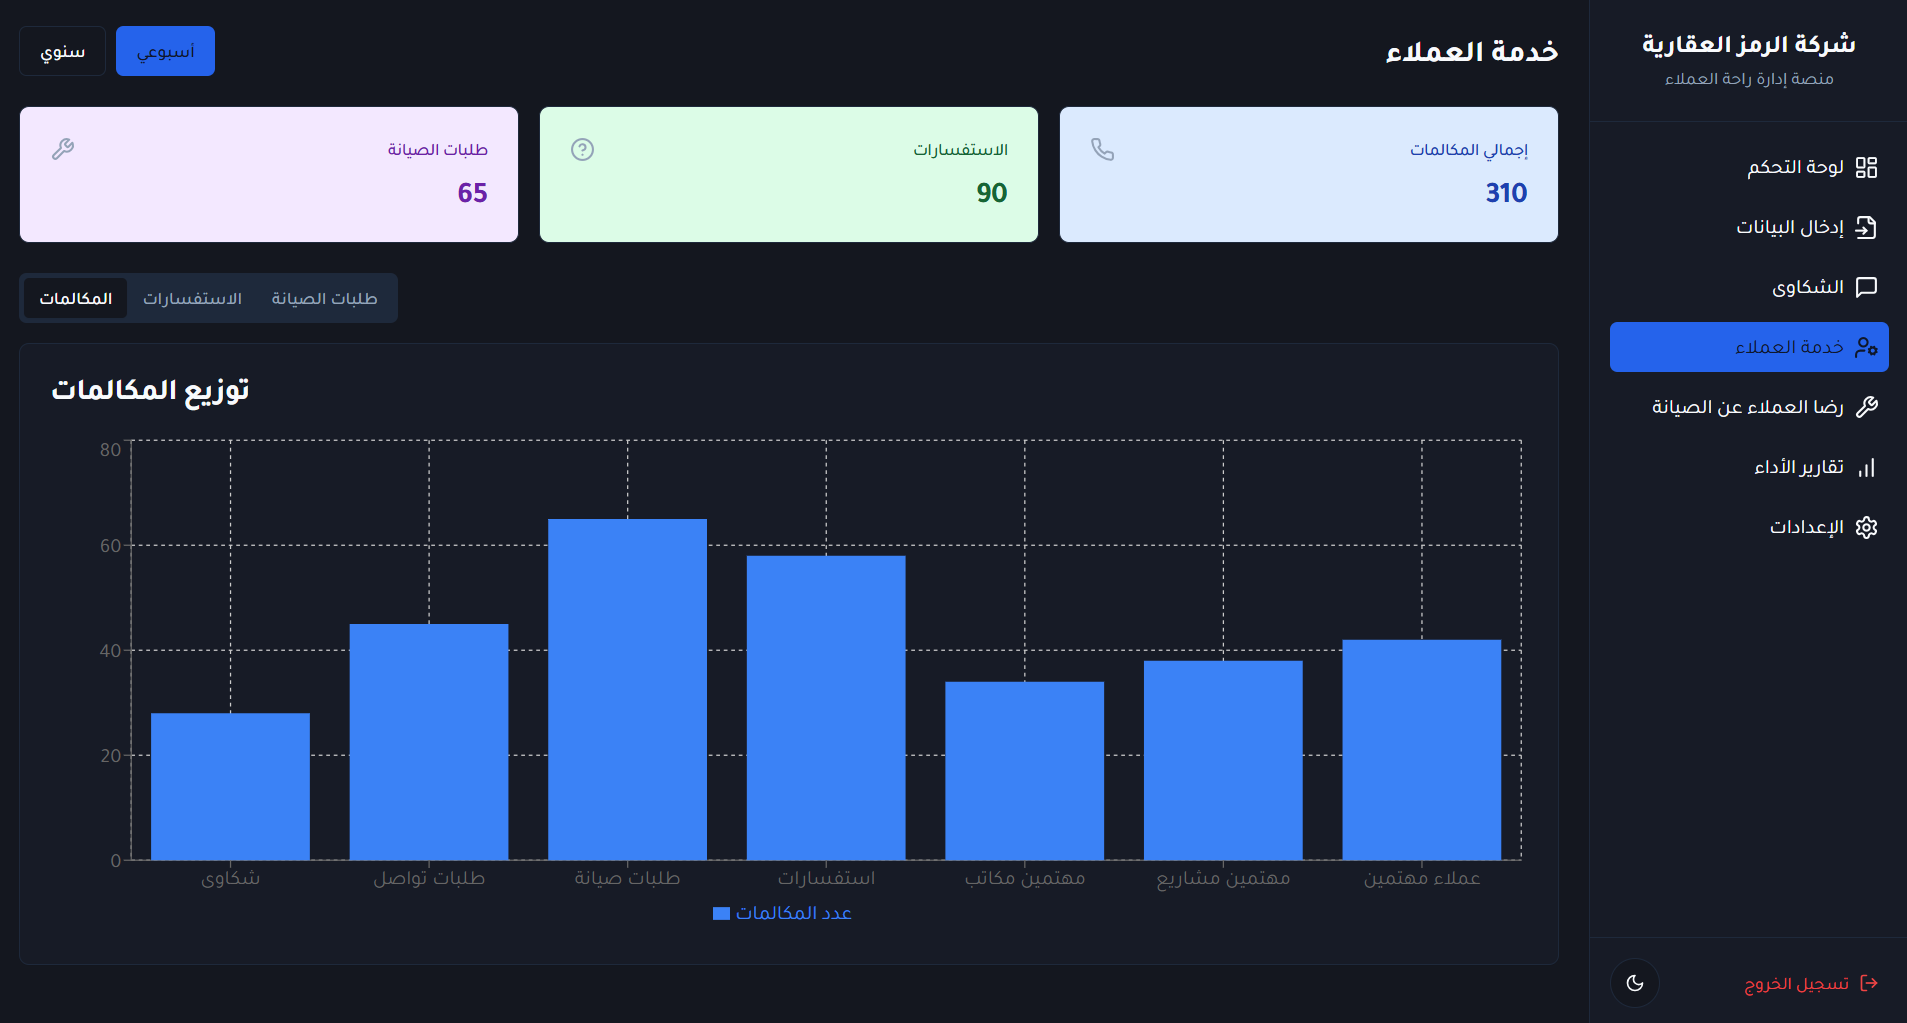 شركة الرمز العقارية
منصة إدارة راحة العملاء
لوحة التحكم
إدخال البيانات
الشكاوى
خدمة العملاء
رضا العملاء عن الصيانة
تقارير الأداء
الإعدادات
تسجيل الخروج
خدمة العملاء
أسبوعي
سنوي
إجمالي المكالمات
310
الاستفسارات
90
طلبات الصيانة
65
طلبات الصيانة
الاستفسارات
المكالمات
توزيع المكالمات
80
60
40
20
0
عملاء مهتمين
مهتمين مشاريع
مهتمين مكاتب
استفسارات
طلبات صيانة
طلبات تواصل
شكاوى
عدد المكالمات